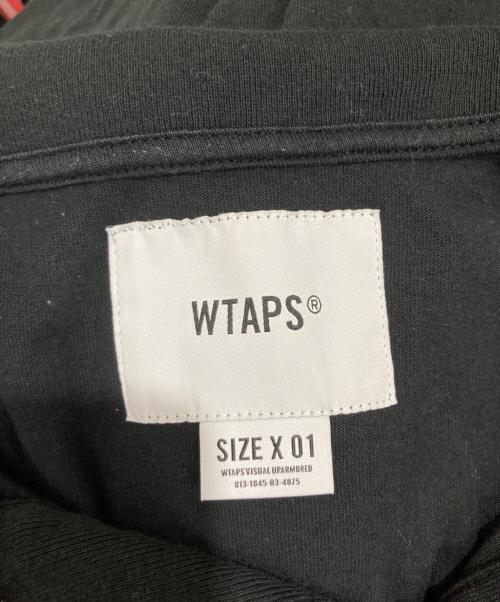 WTAPS®
SIZE X 01
WTAPS VISUAL UPARMORED
813-1845-03-4875